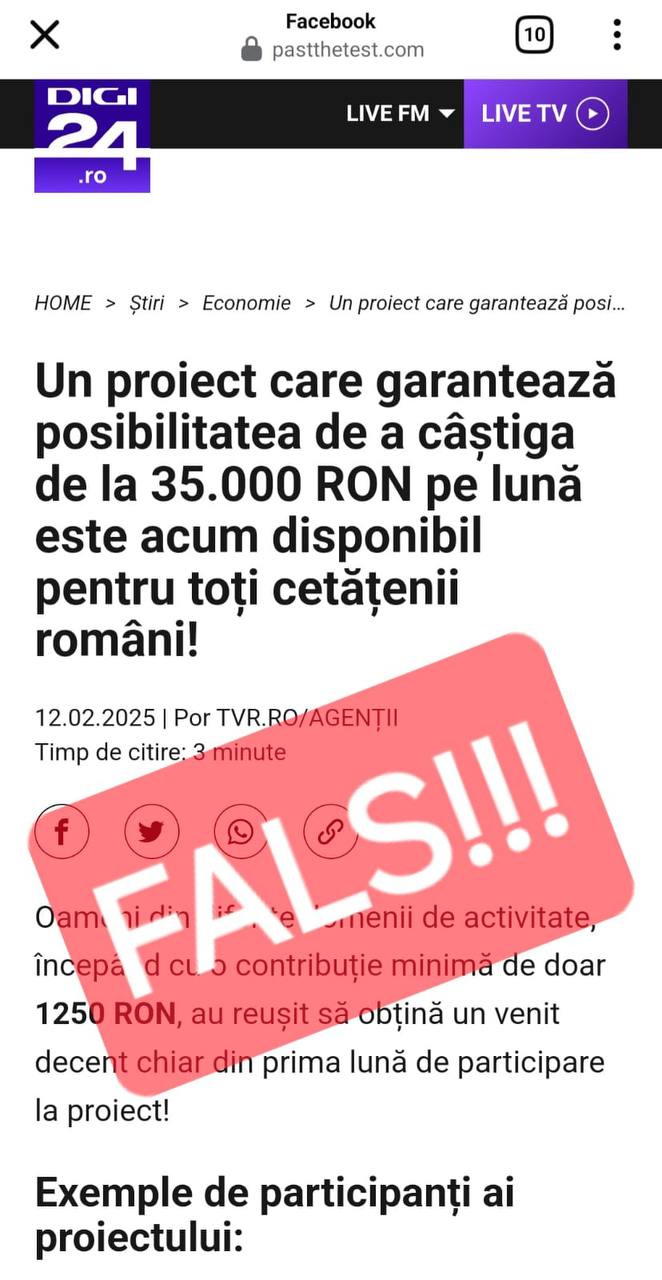 Facebook
pastthetest.com
10
DIGI
24
.ro
LIVE FM
LIVE TV
HOME > Știri > Economie > Un proiect care garantează posi...
Un proiect care garantează
posibilitatea de a câștiga
de la 35.000 RON pe lună
este acum disponibil
pentru toți cetățenii
români!
12.02.2025 | Por TVR.RO/AGENȚII
Timp de citire: 3 minute
FALS!!!
Oameni din diferite domenii de activitate,
începând cu o contribuție minimă de doar
1250 RON, au reușit să obțină un venit
decent chiar din prima lună de participare
la proiect!
Exemple de participanți ai
proiectului: